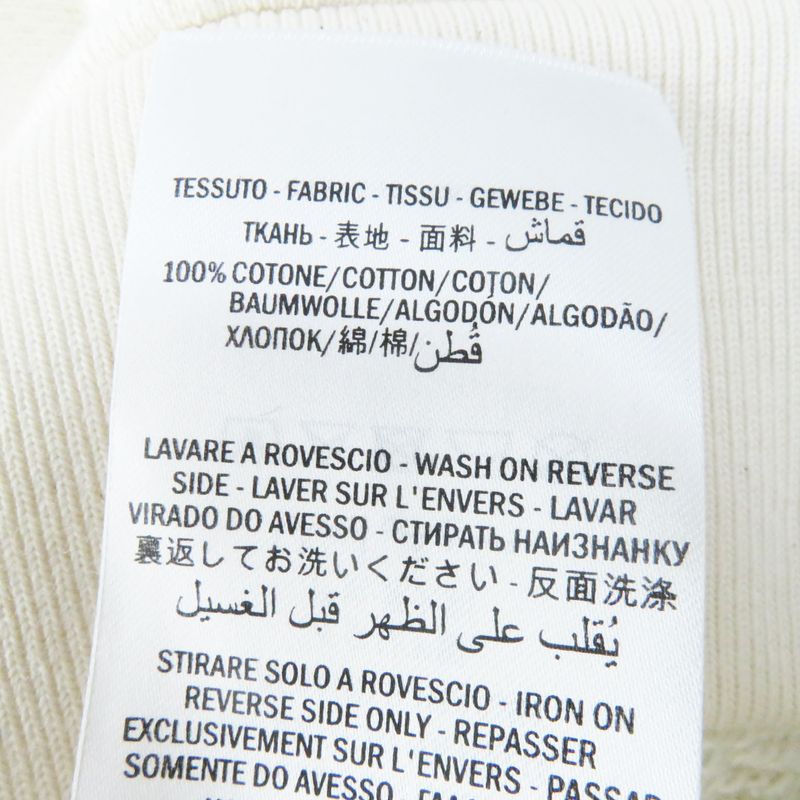 TESSUTO - FABRIC - TISSU - GEWEBE - TECIDO
ТКАНЬ - 表地 - 面料 - قماش
100% COTONE/COTTON/COTON/
BAUMWOLLE/ALGODÓN/ALGODÃO/
ХЛОПОК/綿/棉/قُطن
LAVARE A ROVESCIO - WASH ON REVERSE
SIDE - LAVER SUR L'ENVERS - LAVAR
VIRADO DO AVESSO - СТИРАТЬ НАИЗНАНКУ
裏返してお洗いください - 反面洗涤
يُقلب على الظهر قبل الغسيل
STIRARE SOLO A ROVESCIO - IRON ON
REVERSE SIDE ONLY - REPASSER
EXCLUSIVEMENT SUR L'ENVERS - PASSAR
SOMENTE DO AVESSO -